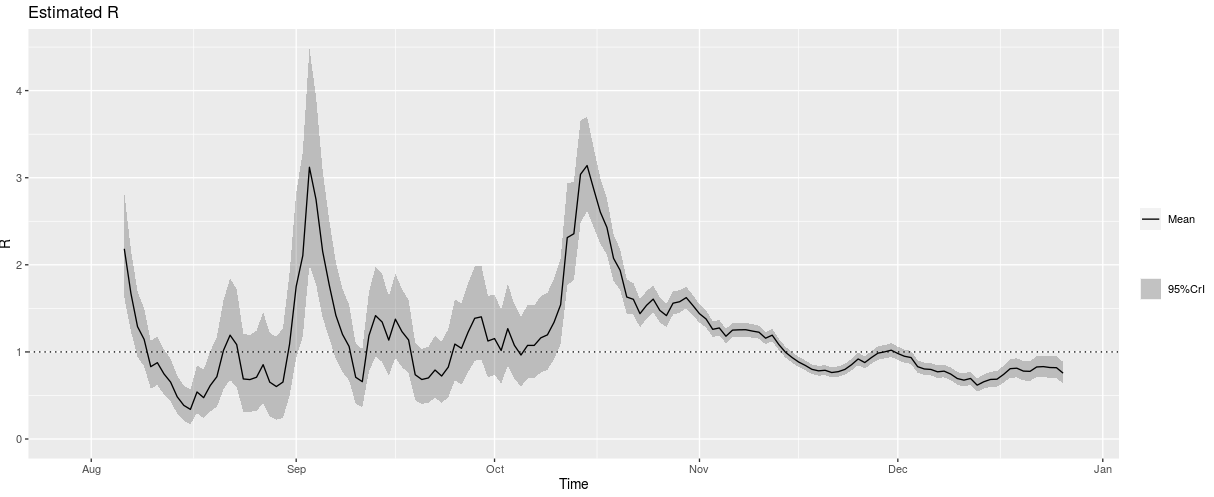 Estimated R
4
3
2
1
0
R
Aug
Sep
Oct
Nov
Dec
Jan
Time
Mean
95%CrI